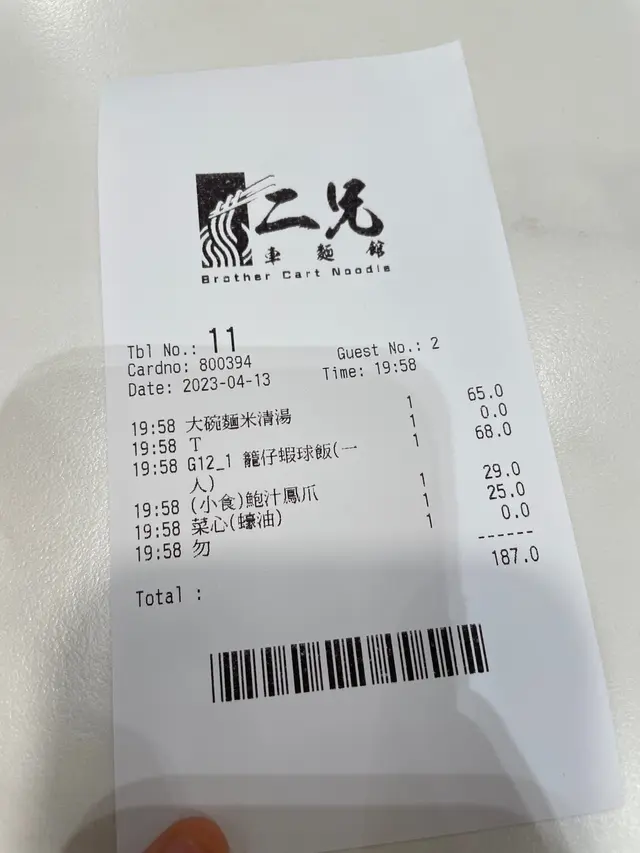 二兄
車麵館
Brother Cart Noodle
Tbl No.: 11
Cardno: 800394 Guest No.: 2
Date: 2023-04-13 Time: 19:58
19:58 大碗麵米清湯 1 65.0
19:58 T 1 0.0
19:58 G12_1 籠仔蝦球飯(一 1 68.0
人)
19:58 (小食)鮑汁鳳爪 1 29.0
19:58 菜心(蠔油) 1 25.0
19:58 勿 1 0.0
------
187.0
Total :